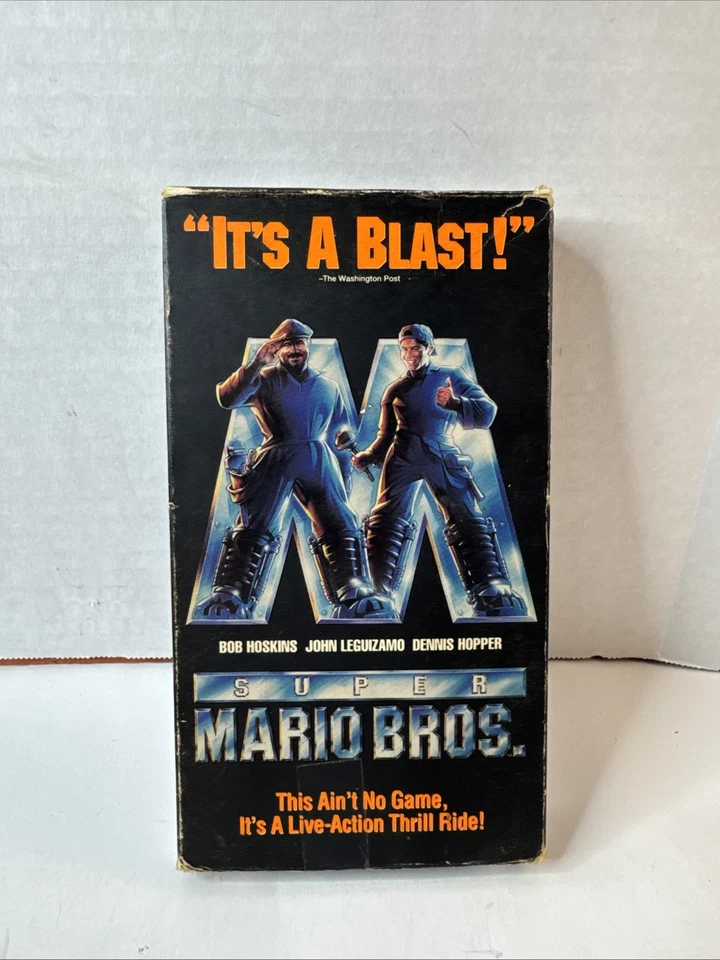 “IT'S A BLAST!”
–The Washington Post
BOB HOSKINS JOHN LEGUIZAMO DENNIS HOPPER
SUPER
MARIO BROS.
This Ain't No Game,
It's A Live-Action Thrill Ride!